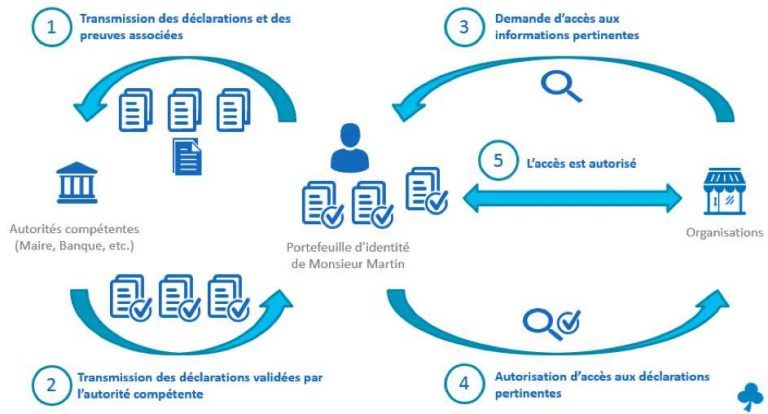 1
Transmission des déclarations et des
preuves associées
3
Demande d'accès aux
informations pertinentes
5
L'accès est autorisé
Autorités compétentes
(Maire, Banque, etc.)
Portefeuille d'identité
de Monsieur Martin
Organisations
2
Transmission des déclarations validées par
l'autorité compétente
4
Autorisation d'accès aux déclarations
pertinentes